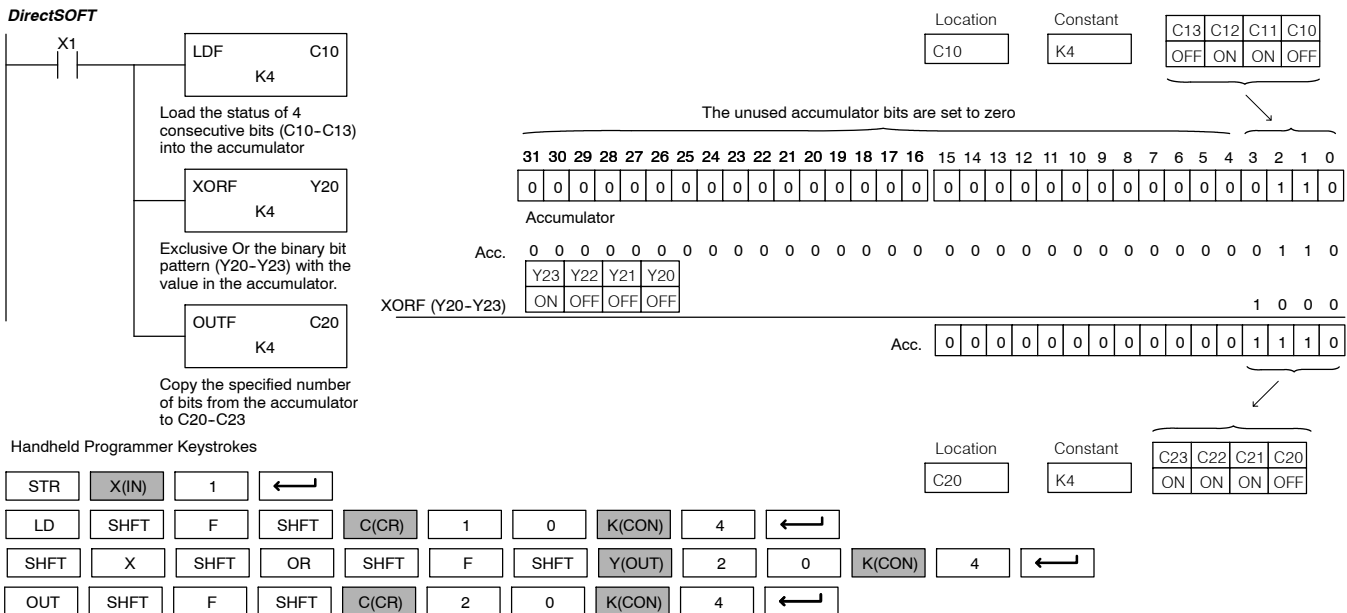 DirectSOFT
X1
LDF C10
K4
Load the status of 4
consecutive bits (C10-C13)
into the accumulator
XORF Y20
K4
Exclusive Or the binary bit
pattern (Y20-Y23) with the
value in the accumulator.
OUTF C20
K4
Copy the specified number
of bits from the accumulator
to C20-C23
Location Constant
C10 K4
C13 C12 C11 C10
OFF ON ON OFF
The unused accumulator bits are set to zero
31 30 29 28 27 26 25 24 23 22 21 20 19 18 17 16 15 14 13 12 11 10 9 8 7 6 5 4 3 2 1 0
0 0 0 0 0 0 0 0 0 0 0 0 0 0 0 0 0 0 0 0 0 0 0 0 0 0 0 0 0 1 1 0
Accumulator
Acc. 0 0 0 0 0 0 0 0 0 0 0 0 0 0 0 0 0 0 0 0 0 0 0 0 0 0 0 0 0 1 1 0
Y23 Y22 Y21 Y20
ON OFF OFF OFF
XORF (Y20-Y23) 1 0 0 0
Acc. 0 0 0 0 0 0 0 0 0 0 0 0 1 1 1 0
Location Constant
C20 K4
C23 C22 C21 C20
ON ON ON OFF
Handheld Programmer Keystrokes
STR X(IN) 1
LD SHFT F SHFT C(CR) 1 0 K(CON) 4
SHFT X SHFT OR SHFT F SHFT Y(OUT) 2 0 K(CON) 4
OUT SHFT F SHFT C(CR) 2 0 K(CON) 4